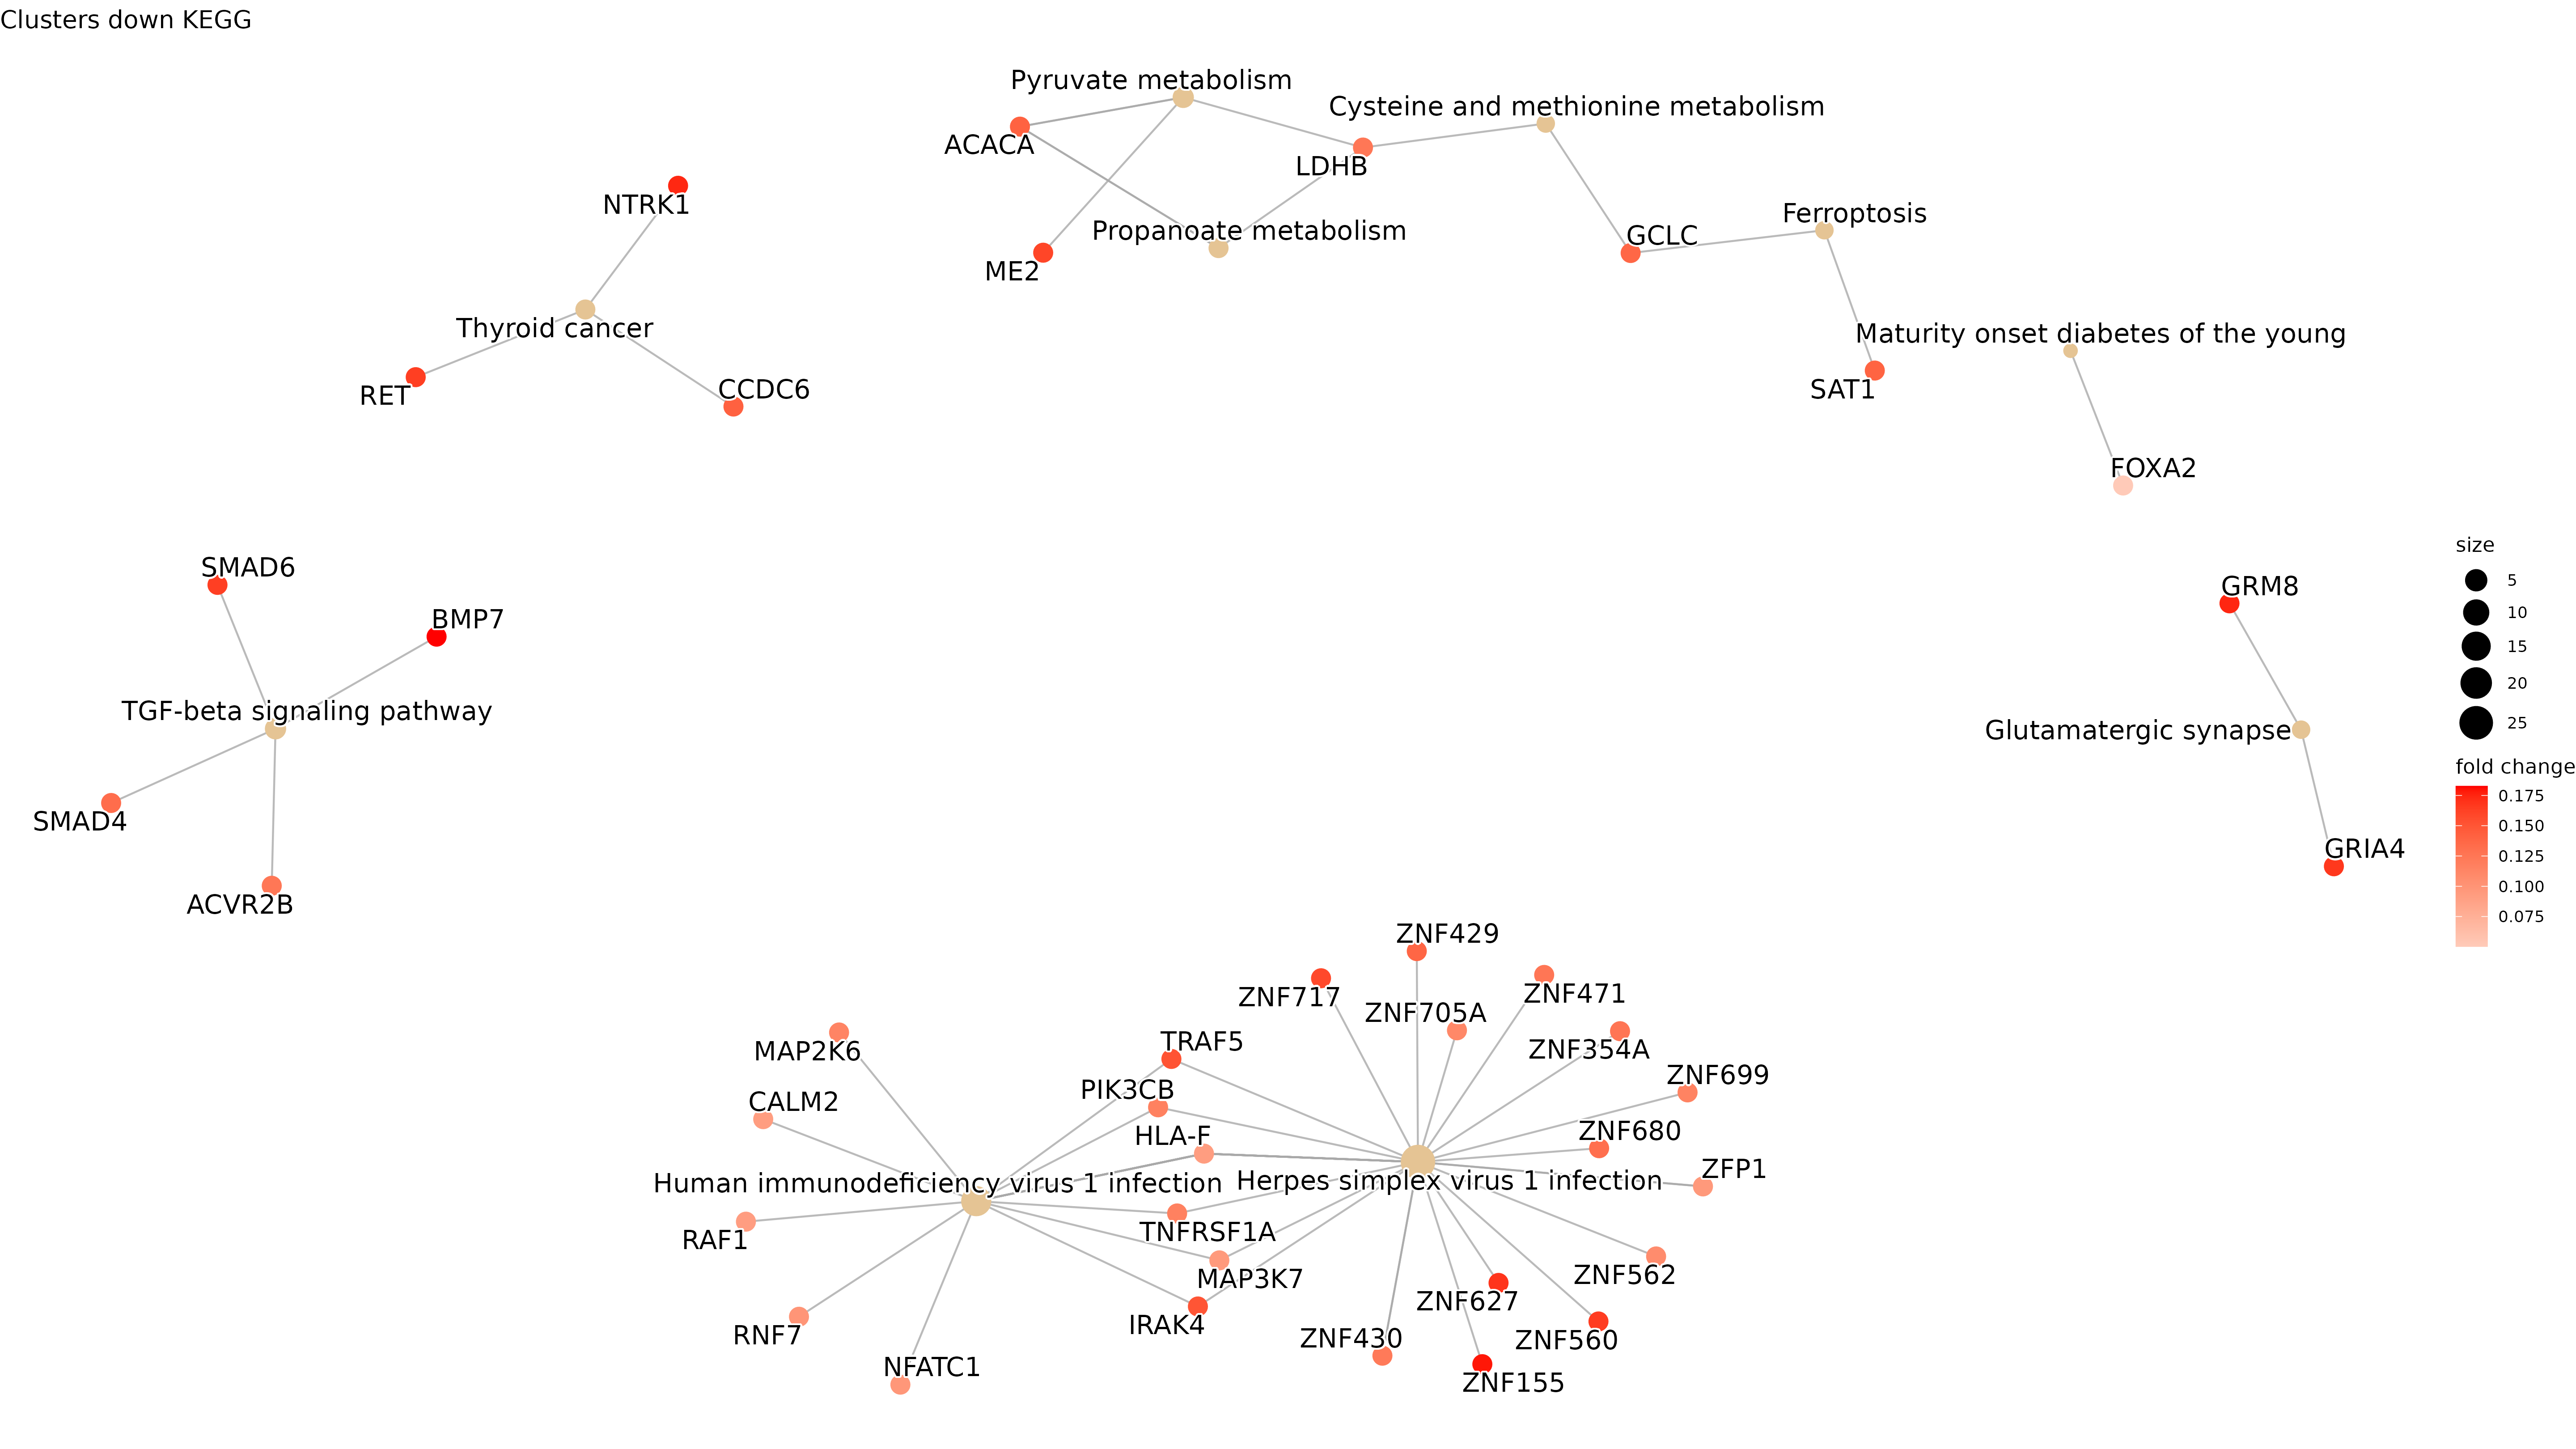 Clusters down KEGG
Pyruvate metabolism
Cysteine and methionine metabolism
ACACA
LDHB
NTRK1
Ferroptosis
Propanoate metabolism
GCLC
ME2
Thyroid cancer
Maturity onset diabetes of the young
RET
CCDC6
SAT1
FOXA2
SMAD6
BMP7
GRM8
TGF-beta signaling pathway
Glutamatergic synapse
SMAD4
GRIA4
ACVR2B
size
5
10
15
20
25
fold change
0.175
0.150
0.125
0.100
0.075
ZNF429
ZNF717
ZNF471
ZNF705A
MAP2K6
TRAF5
ZNF354A
ZNF699
PIK3CB
CALM2
HLA-F
ZNF680
ZFP1
Human immunodeficiency virus 1 infection
Herpes simplex virus 1 infection
RAF1
TNFRSF1A
MAP3K7
ZNF562
ZNF627
RNF7
IRAK4
ZNF430
ZNF560
NFATC1
ZNF155